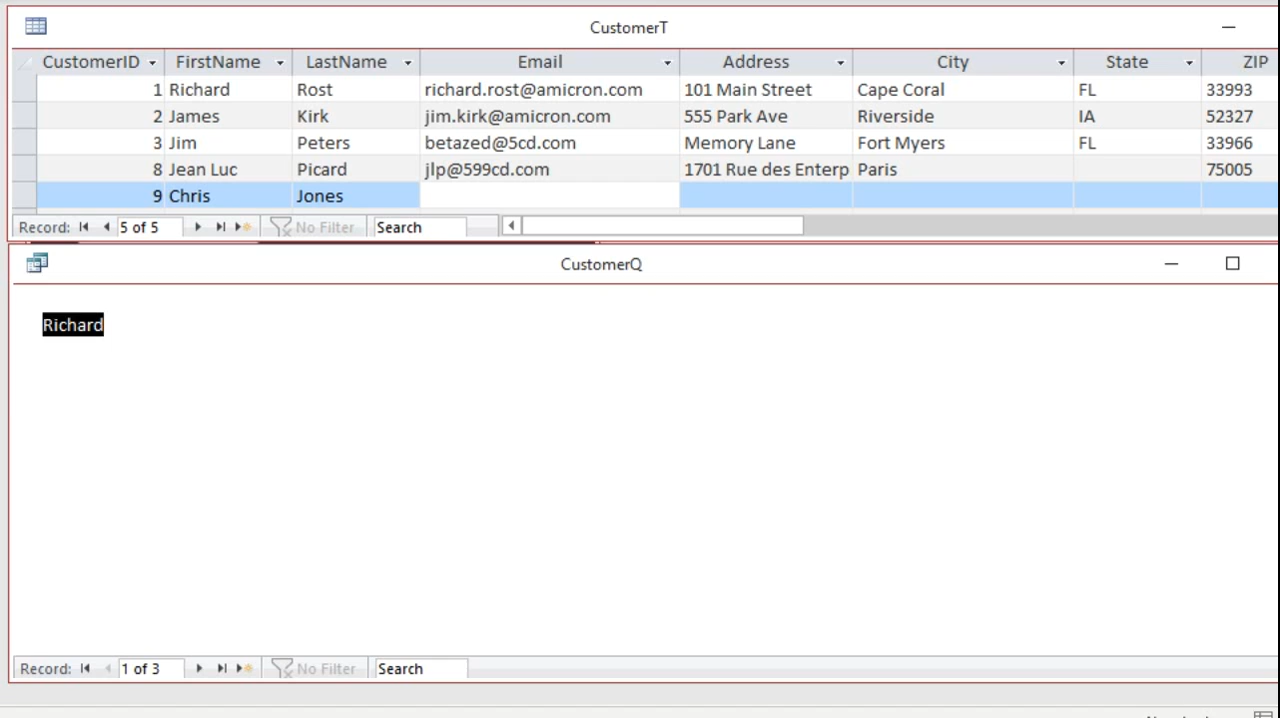 CustomerT
CustomerID FirstName LastName Email Address City State ZIP
1 Richard Rost richard.rost@amicron.com 101 Main Street Cape Coral FL 33993
2 James Kirk jim.kirk@amicron.com 555 Park Ave Riverside IA 52327
3 Jim Peters betazed@5cd.com Memory Lane Fort Myers FL 33966
8 Jean Luc Picard jlp@599cd.com 1701 Rue des Enterp Paris 75005
9 Chris Jones
Record: 5 of 5 No Filter Search
CustomerQ
Richard
Record: 1 of 3 No Filter Search